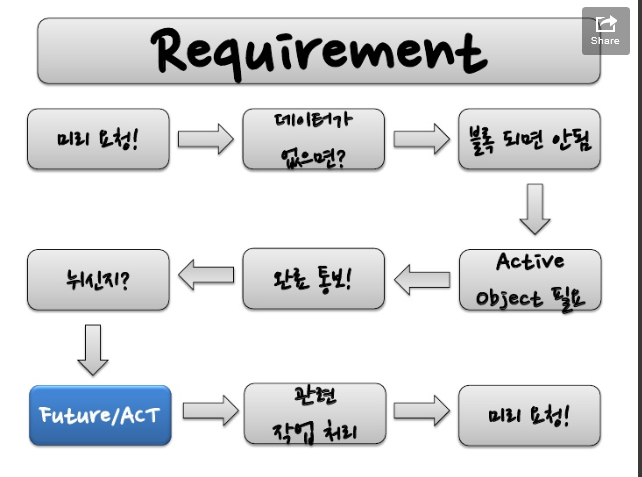 Share
Requirement
미리 요청!
데이터가
없으면?
블록 되면 안됨
Active
Object 필요
완료 통보!
뉘신지?
Future/ACT
관련
작업 처리
미리 요청!